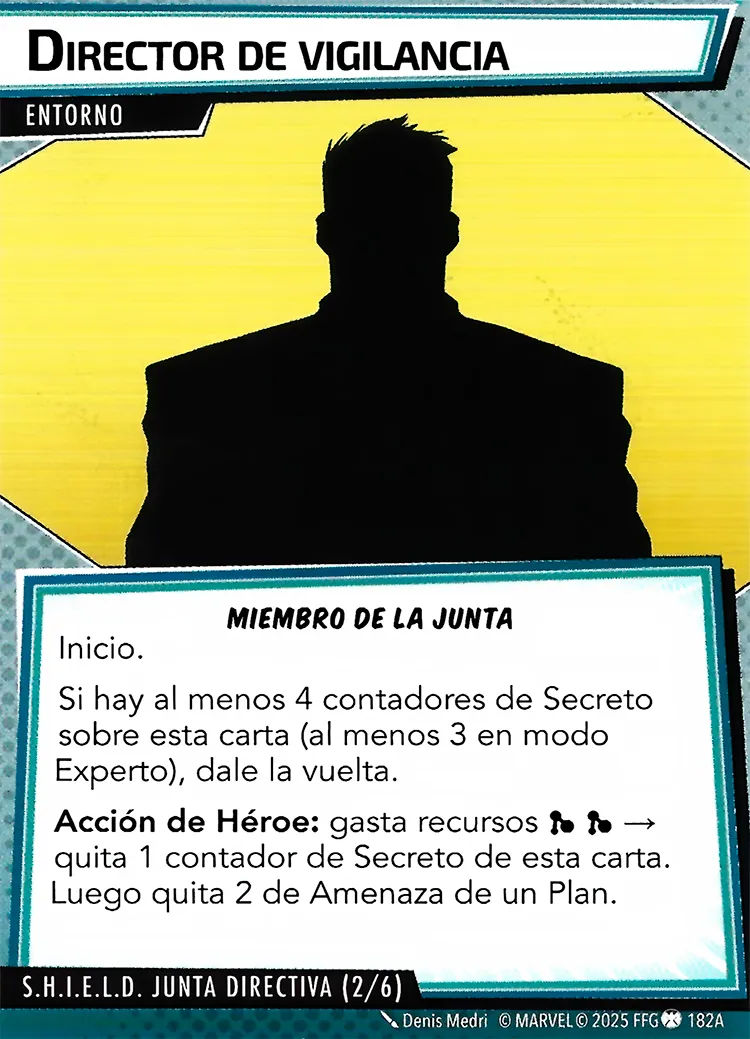 DIRECTOR DE VIGILANCIA
ENTORNO
MIEMBRO DE LA JUNTA
Inicio.
Si hay al menos 4 contadores de Secreto
sobre esta carta (al menos 3 en modo
Experto), dale la vuelta.
Acción de Héroe: gasta recursos →
quita 1 contador de Secreto de esta carta.
Luego quita 2 de Amenaza de un Plan.
S.H.I.E.L.D. JUNTA DIRECTIVA (2/6)
Denis Medri © MARVEL © 2025 FFG 182A